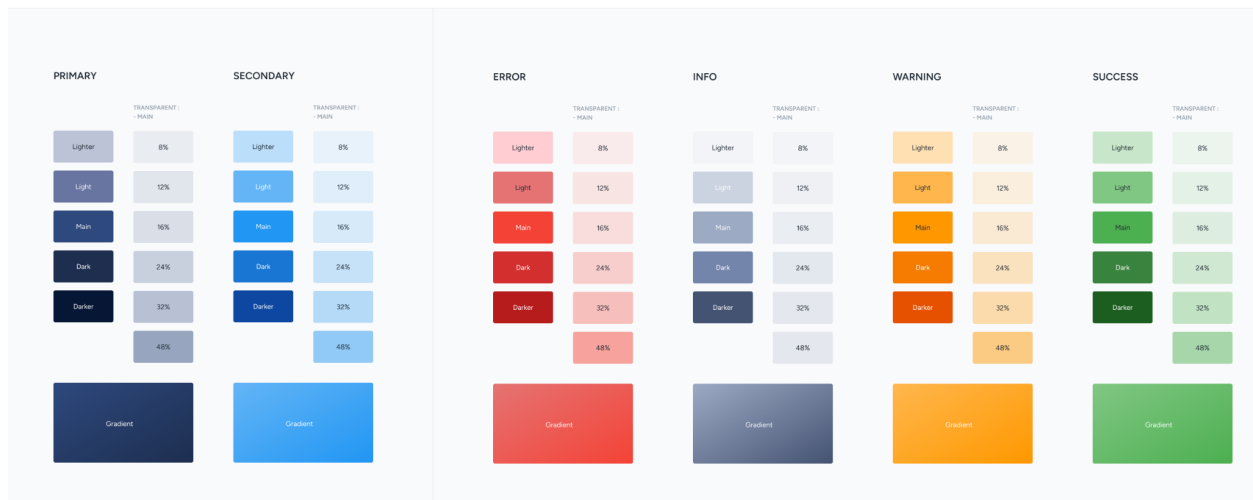 PRIMARY
SECONDARY
ERROR
INFO
WARNING
SUCCESS
TRANSPARENT :
- MAIN
TRANSPARENT :
- MAIN
TRANSPARENT :
- MAIN
TRANSPARENT :
- MAIN
TRANSPARENT :
- MAIN
TRANSPARENT :
- MAIN
Lighter 8% Lighter 8% Lighter 8% Lighter 8% Lighter 8% Lighter 8%
Light 12% Light 12% Light 12% Light 12% Light 12% Light 12%
Main 16% Main 16% Main 16% Main 16% Main 16% Main 16%
Dark 24% Dark 24% Dark 24% Dark 24% Dark 24% Dark 24%
Darker 32% Darker 32% Darker 32% Darker 32% Darker 32% Darker 32%
48% 48% 48% 48% 48% 48%
Gradient Gradient Gradient Gradient Gradient Gradient